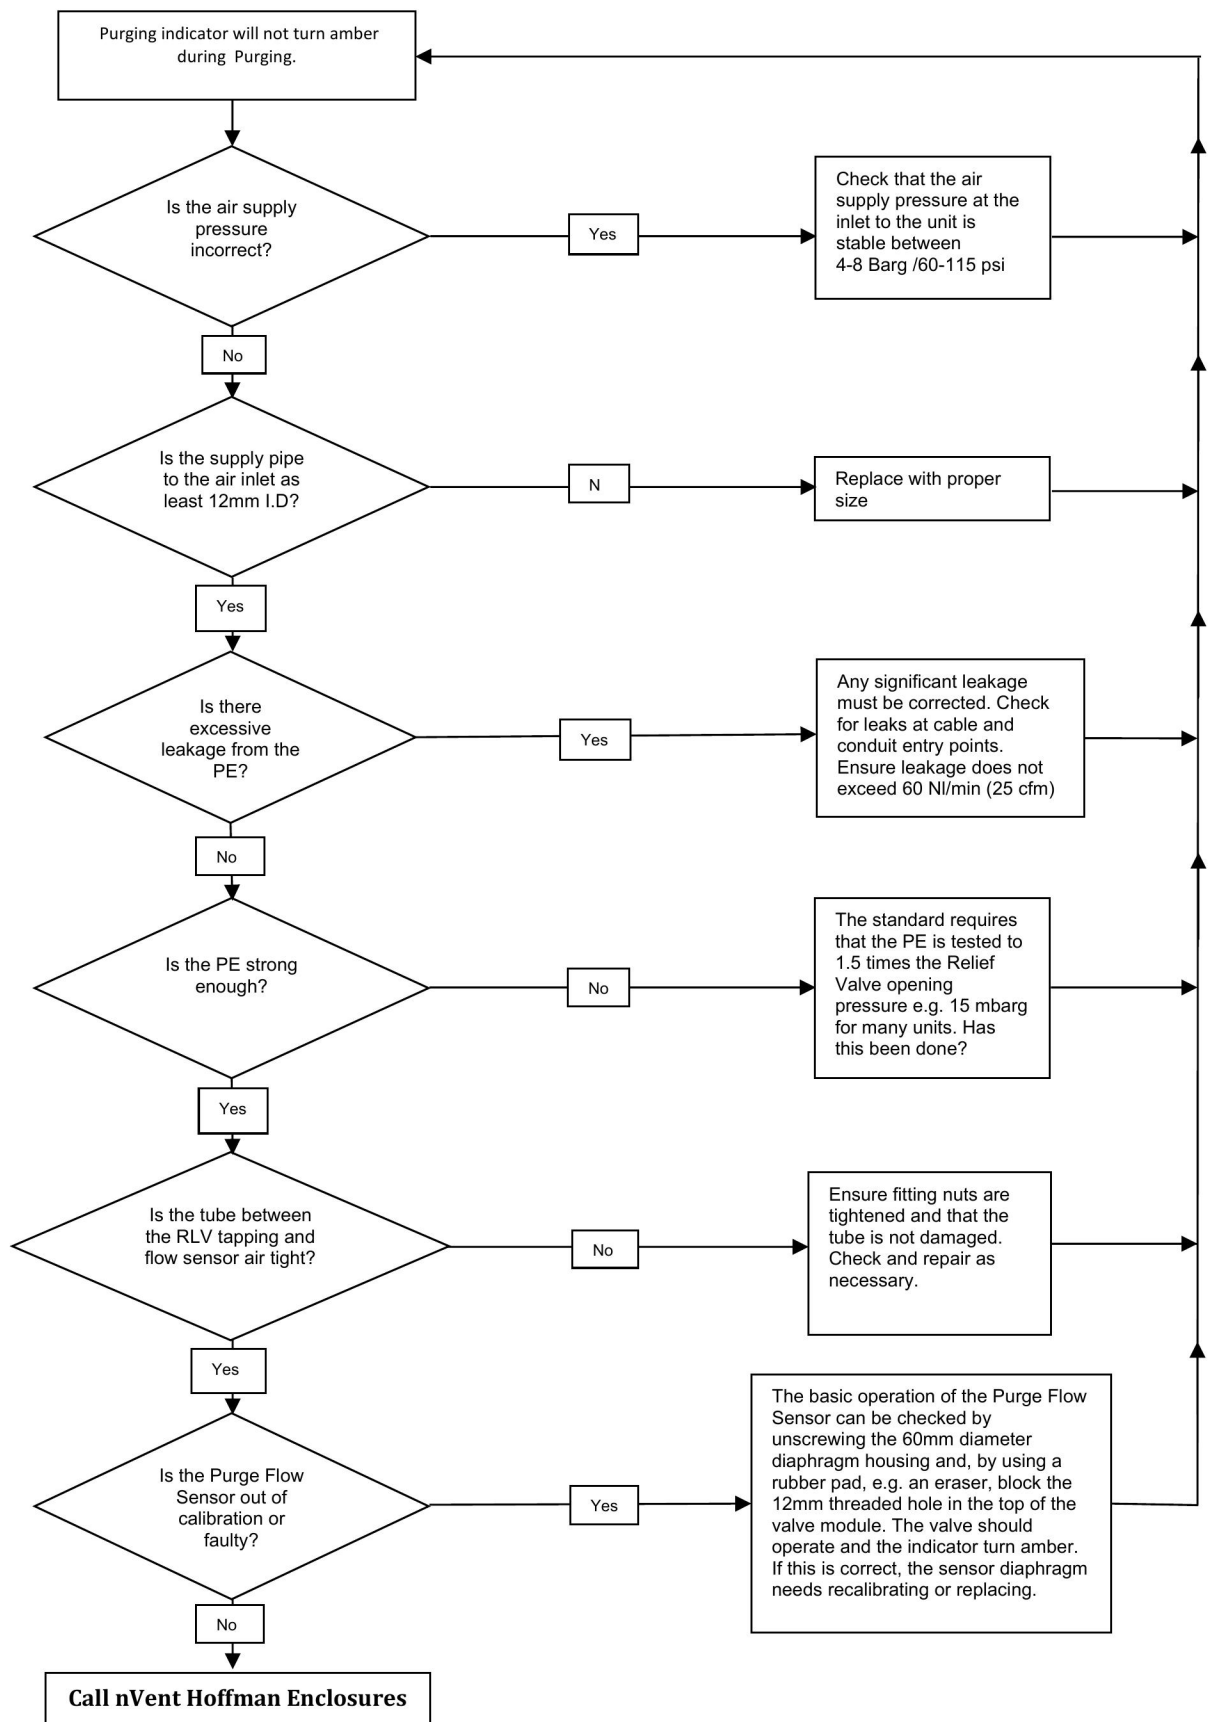 Purging indicator will not turn amber
during Purging.
Is the air supply
pressure
incorrect?
Yes
Check that the air
supply pressure at the
inlet to the unit is
stable between
4-8 Barg /60-115 psi
No
Is the supply pipe
to the air inlet as
least 12mm I.D?
N
Replace with proper
size
Yes
Is there
excessive
leakage from the
PE?
Yes
Any significant leakage
must be corrected. Check
for leaks at cable and
conduit entry points.
Ensure leakage does not
exceed 60 Nl/min (25 cfm)
No
Is the PE strong
enough?
No
The standard requires
that the PE is tested to
1.5 times the Relief
Valve opening
pressure e.g. 15 mbarg
for many units. Has
this been done?
Yes
Is the tube between
the RLV tapping and
flow sensor air tight?
No
Ensure fitting nuts are
tightened and that the
tube is not damaged.
Check and repair as
necessary.
Yes
Is the Purge Flow
Sensor out of
calibration or
faulty?
Yes
The basic operation of the Purge Flow
Sensor can be checked by
unscrewing the 60mm diameter
diaphragm housing and, by using a
rubber pad, e.g. an eraser, block the
12mm threaded hole in the top of the
valve module. The valve should
operate and the indicator turn amber.
If this is correct, the sensor diaphragm
needs recalibrating or replacing.
No
Call nVent Hoffman Enclosures